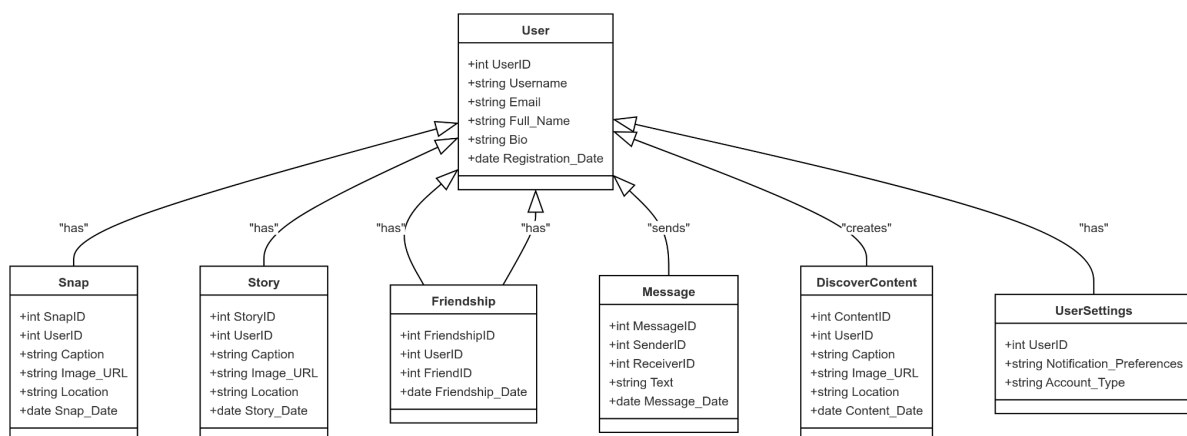 User
+int UserID
+string Username
+string Email
+string Full_Name
+string Bio
+date Registration_Date
"has"
"has"
"has"
"has"
"sends"
"creates"
"has"
Snap
+int SnapID
+int UserID
+string Caption
+string Image_URL
+string Location
+date Snap_Date
Story
+int StoryID
+int UserID
+string Caption
+string Image_URL
+string Location
+date Story_Date
Friendship
+int FriendshipID
+int UserID
+int FriendID
+date Friendship_Date
Message
+int MessageID
+int SenderID
+int ReceiverID
+string Text
+date Message_Date
DiscoverContent
+int ContentID
+int UserID
+string Caption
+string Image_URL
+string Location
+date Content_Date
UserSettings
+int UserID
+string Notification_Preferences
+string Account_Type